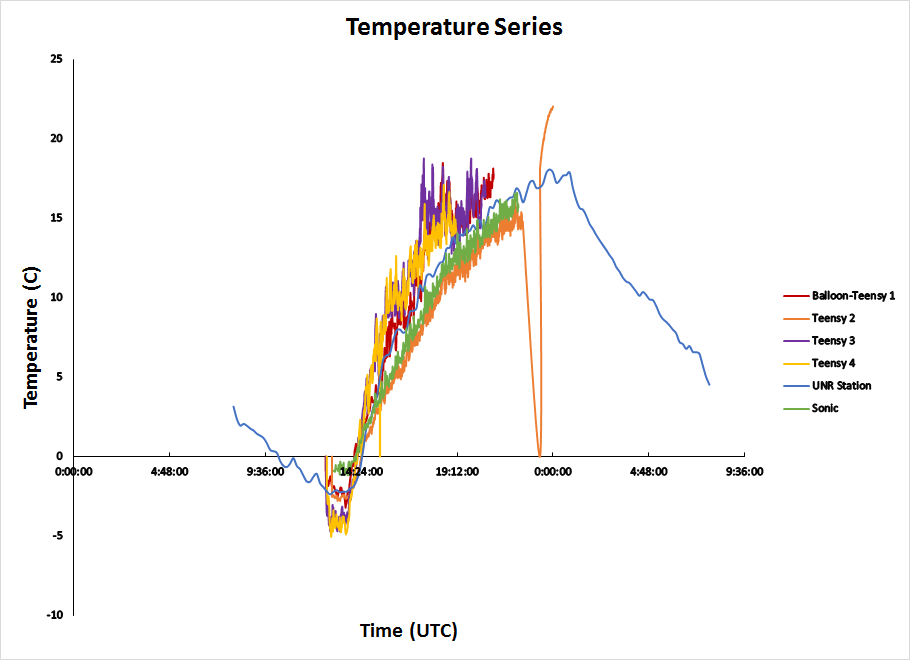 Temperature Series
25
20
15
10
5
0
-5
-10
0:00:00 4:48:00 9:36:00 14:24:00 19:12:00 0:00:00 4:48:00 9:36:00
Temperature (C)
Time (UTC)
Balloon-Teensy 1
Teensy 2
Teensy 3
Teensy 4
UNR Station
Sonic